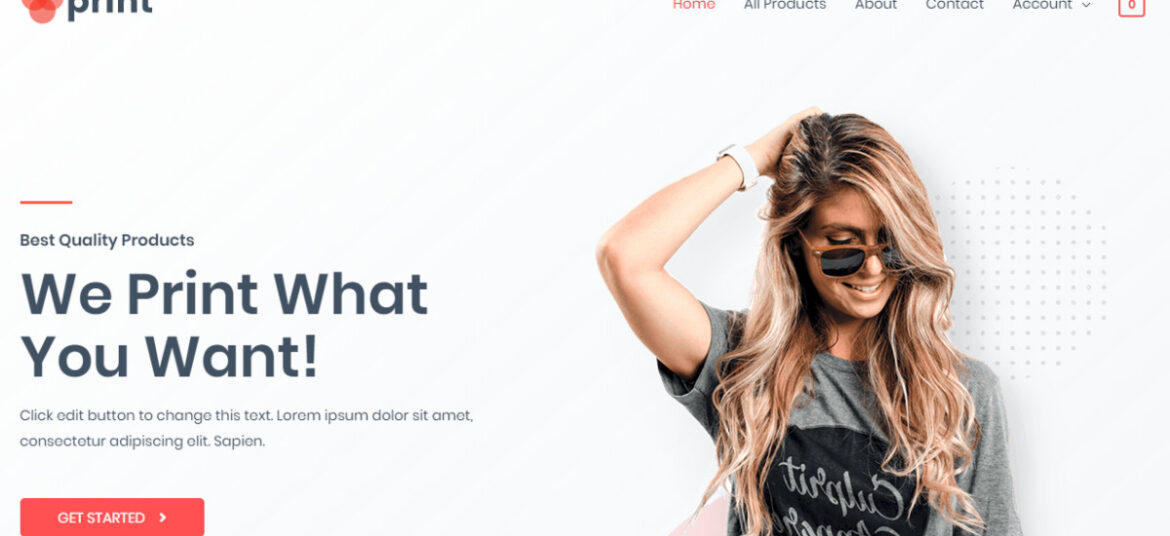 print
Home All Products About Contact Account 0
Best Quality Products
We Print What
You Want!
Click edit button to change this text. Lorem ipsum dolor sit amet,
consectetur adipiscing elit. Sapien.
GET STARTED
Culprit